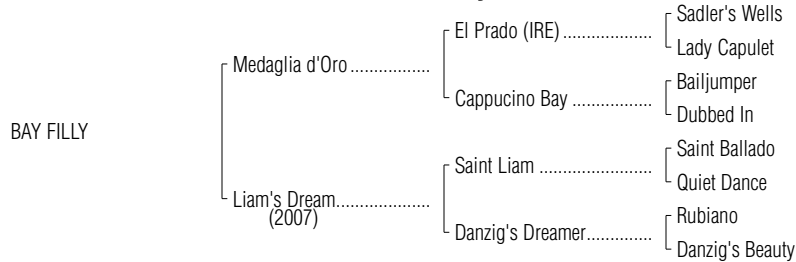 Sadler's Wells
El Prado (IRE) ..................
Lady Capulet
Medaglia d'Oro .................
Bailjumper
Cappucino Bay ................
Dubbed In
BAY FILLY
Saint Ballado
Saint Liam ......................
Quiet Dance
Liam's Dream...................
(2007)
Rubiano
Danzig's Dreamer.............
Danzig's Beauty